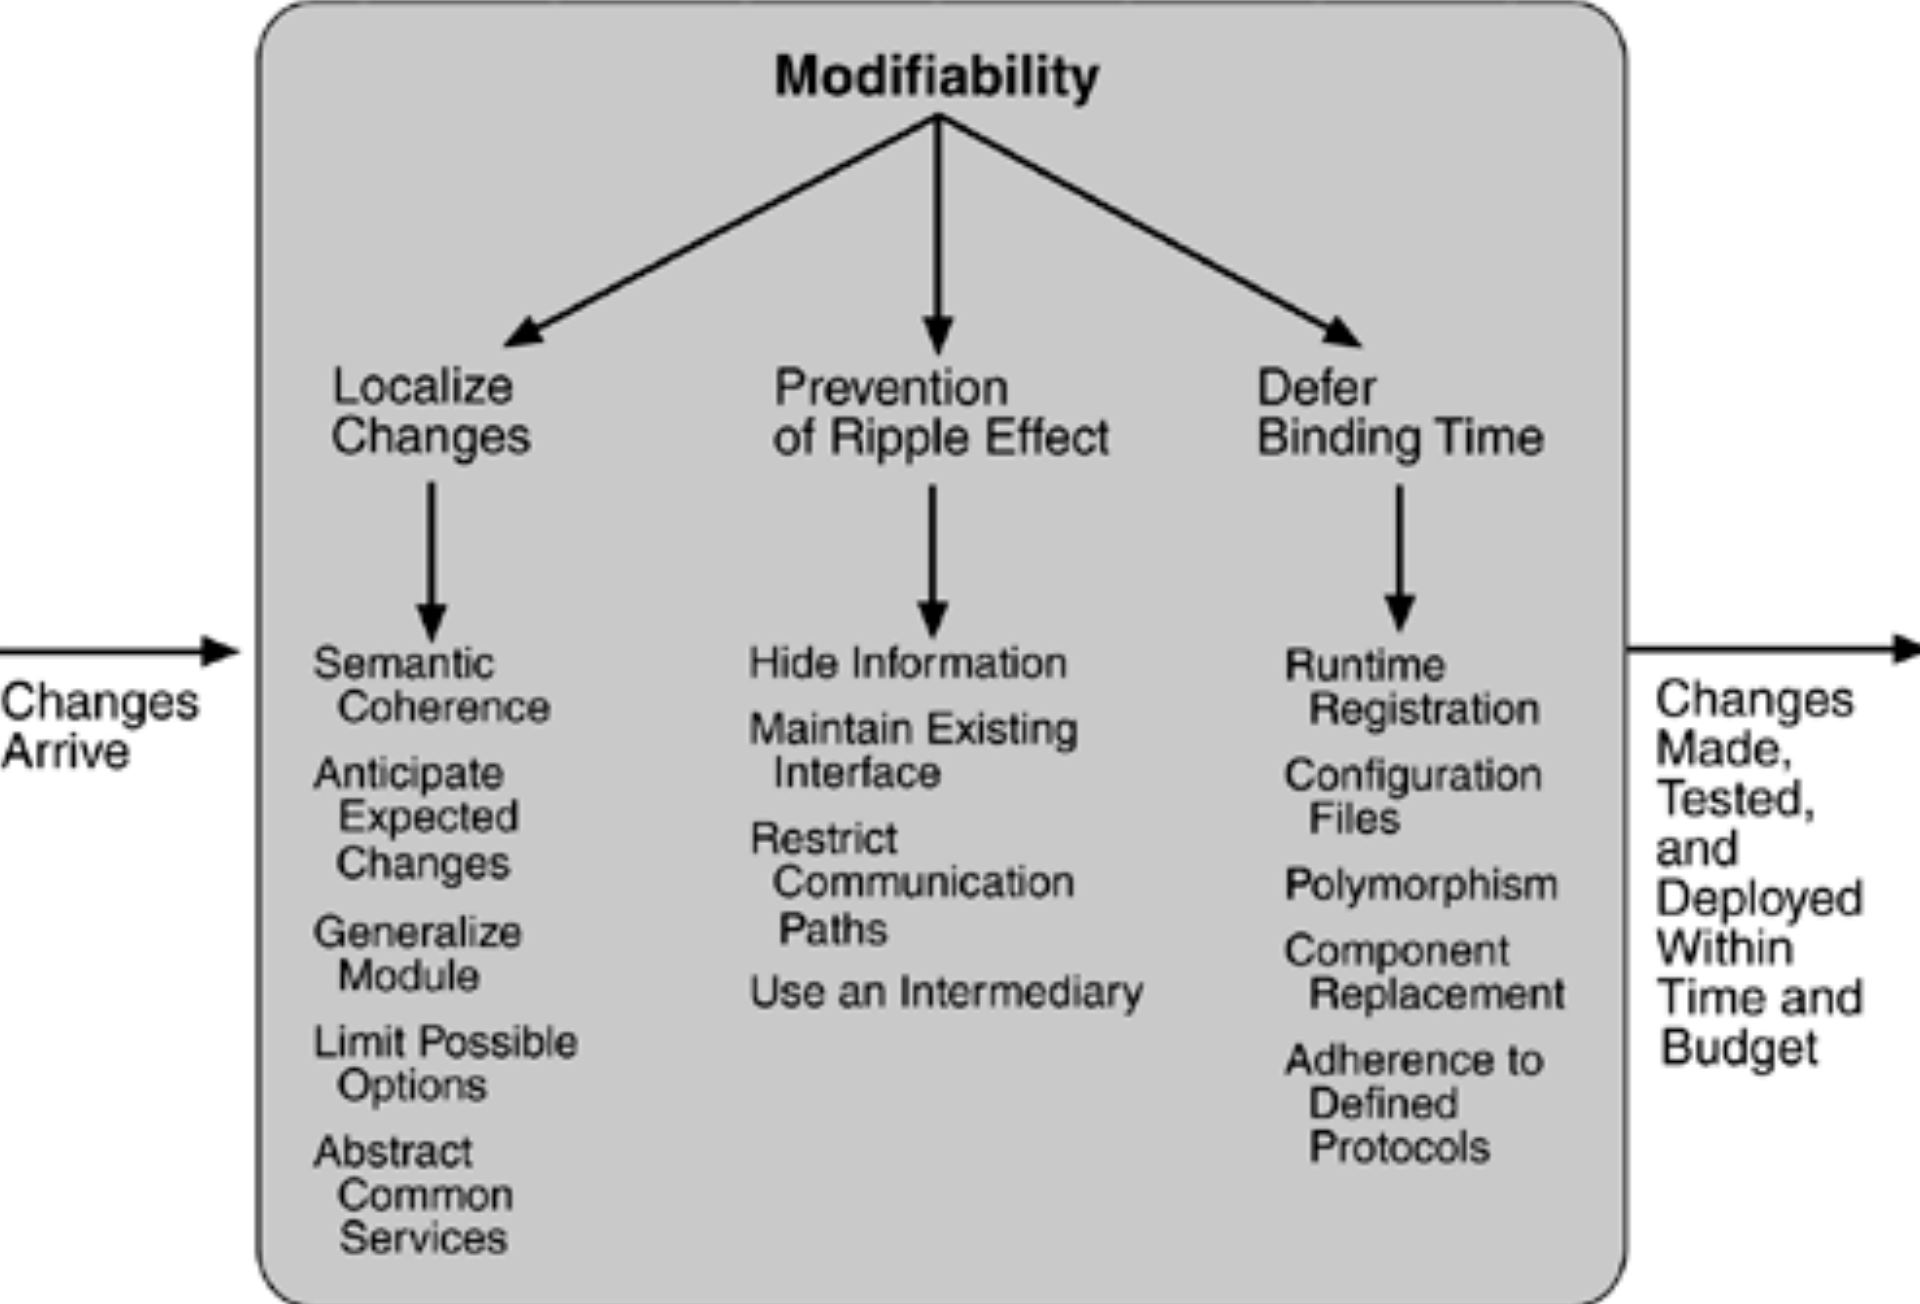 Modifiability
Localize
Changes
Prevention
of Ripple Effect
Defer
Binding Time
Changes
Arrive
Semantic
Coherence
Anticipate
Expected
Changes
Generalize
Module
Limit Possible
Options
Abstract
Common
Services
Hide Information
Maintain Existing
Interface
Restrict
Communication
Paths
Use an Intermediary
Runtime
Registration
Configuration
Files
Polymorphism
Component
Replacement
Adherence to
Defined
Protocols
Changes
Made,
Tested,
and
Deployed
Within
Time and
Budget